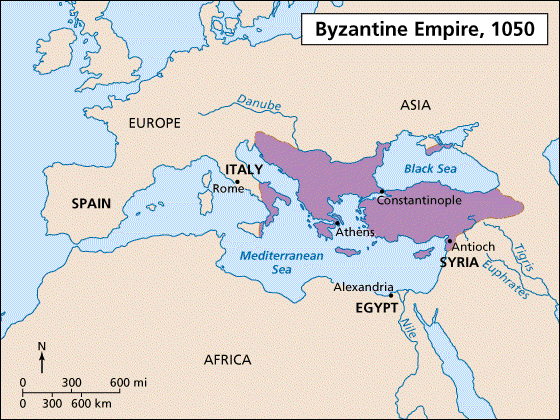 Byzantine Empire, 1050
Danube
ASIA
EUROPE
Black Sea
ITALY
Rome
SPAIN
Constantinople
Athens
Antioch
Tigris
Mediterranean
Sea
SYRIA
Euphrates
Alexandria
EGYPT
Nile
N
AFRICA
0 300 600 mi
0 300 600 km